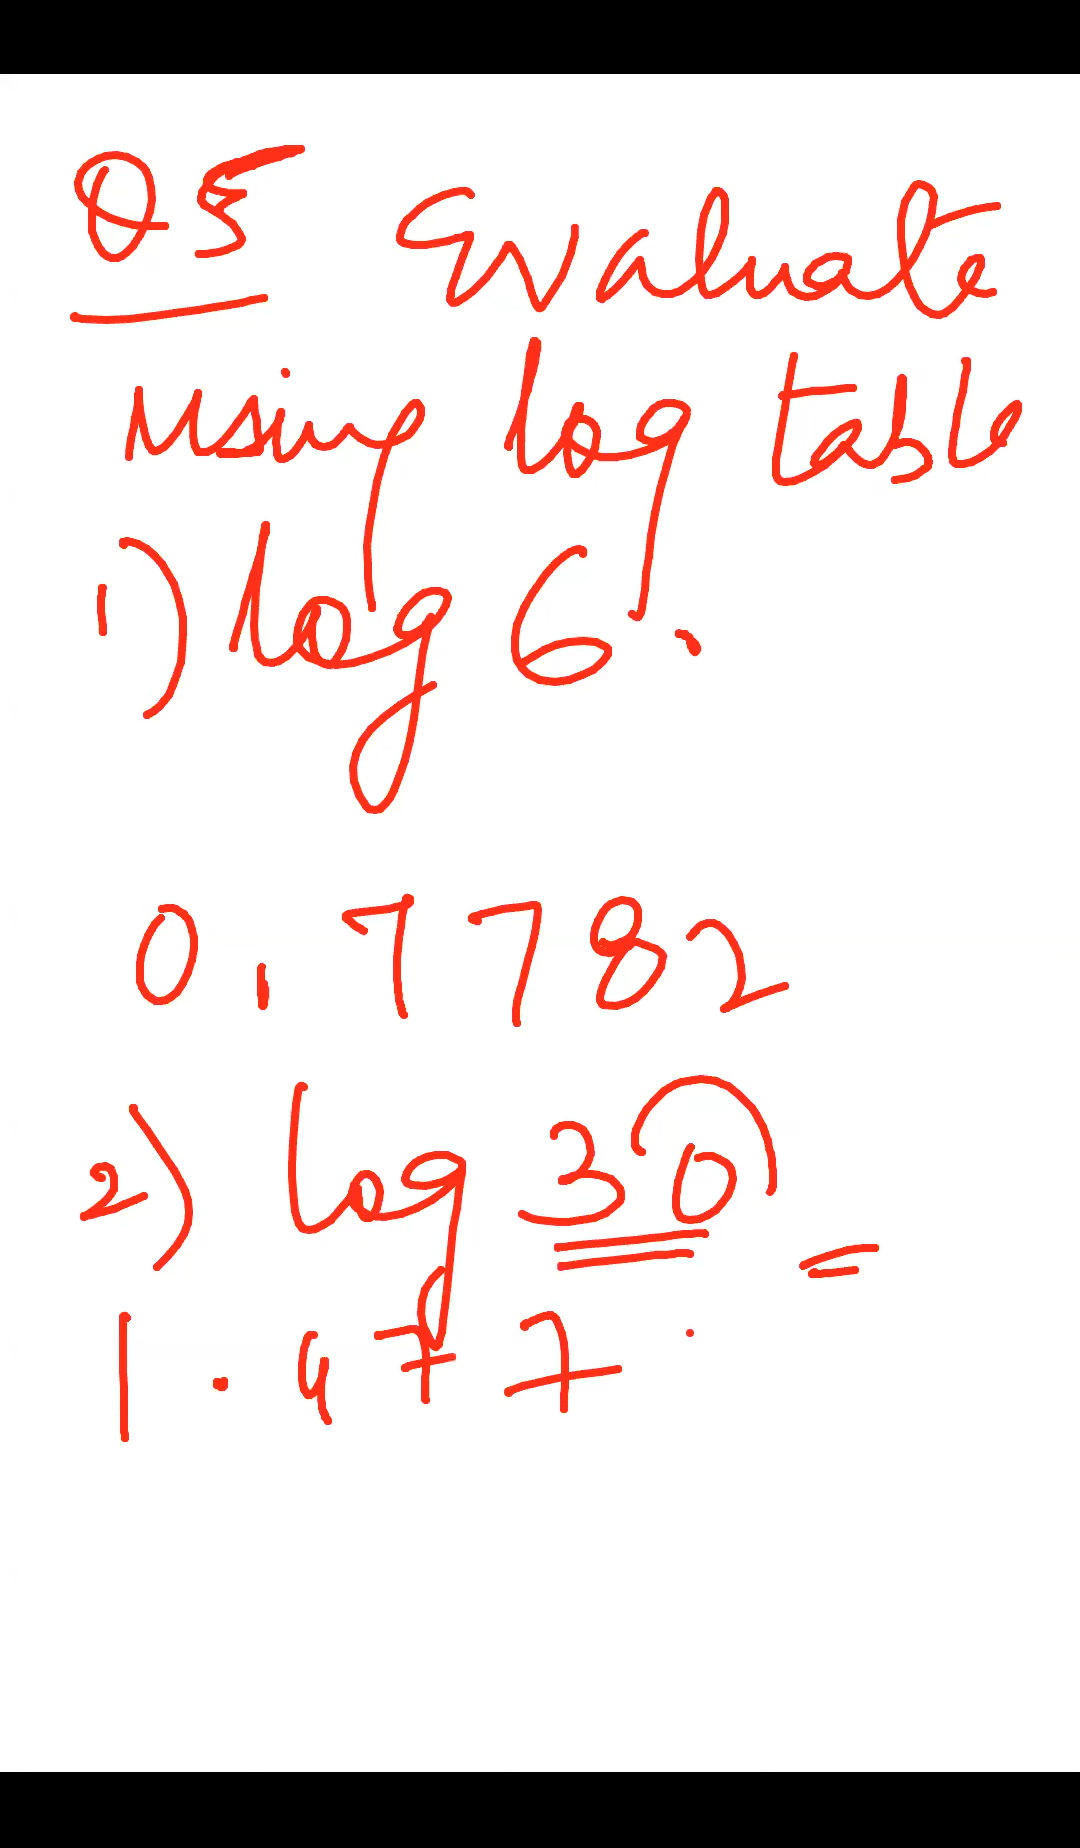 Q5 Evaluate
using log table
1) log 6.
0.7782
2) log 30 =
1.477